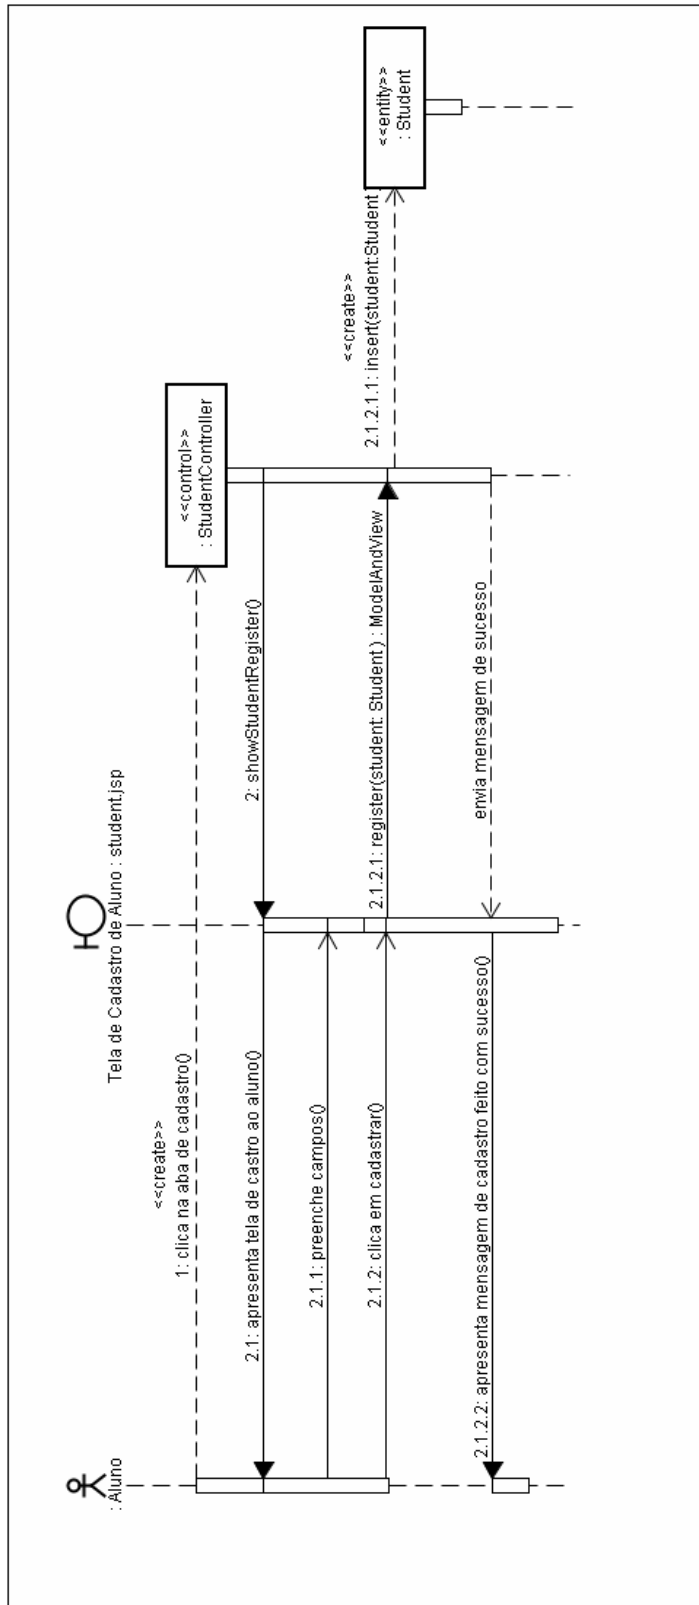 : Aluno
Tela de Cadastro de Aluno : student.jsp
<<control>>
: StudentController
<<entity>>
: Student
<<create>>
1: clica na aba de cadastro()
2: showStudentRegister()
2.1: apresenta tela de castro ao aluno()
2.1.1: preenche campos()
2.1.2: clica em cadastrar()
2.1.2.1: register(student: Student ) : ModelAndView
<<create>>
2.1.2.1.1: insert(student:Student
envia mensagem de sucesso
2.1.2.2: apresenta mensagem de cadastro feito com sucesso()